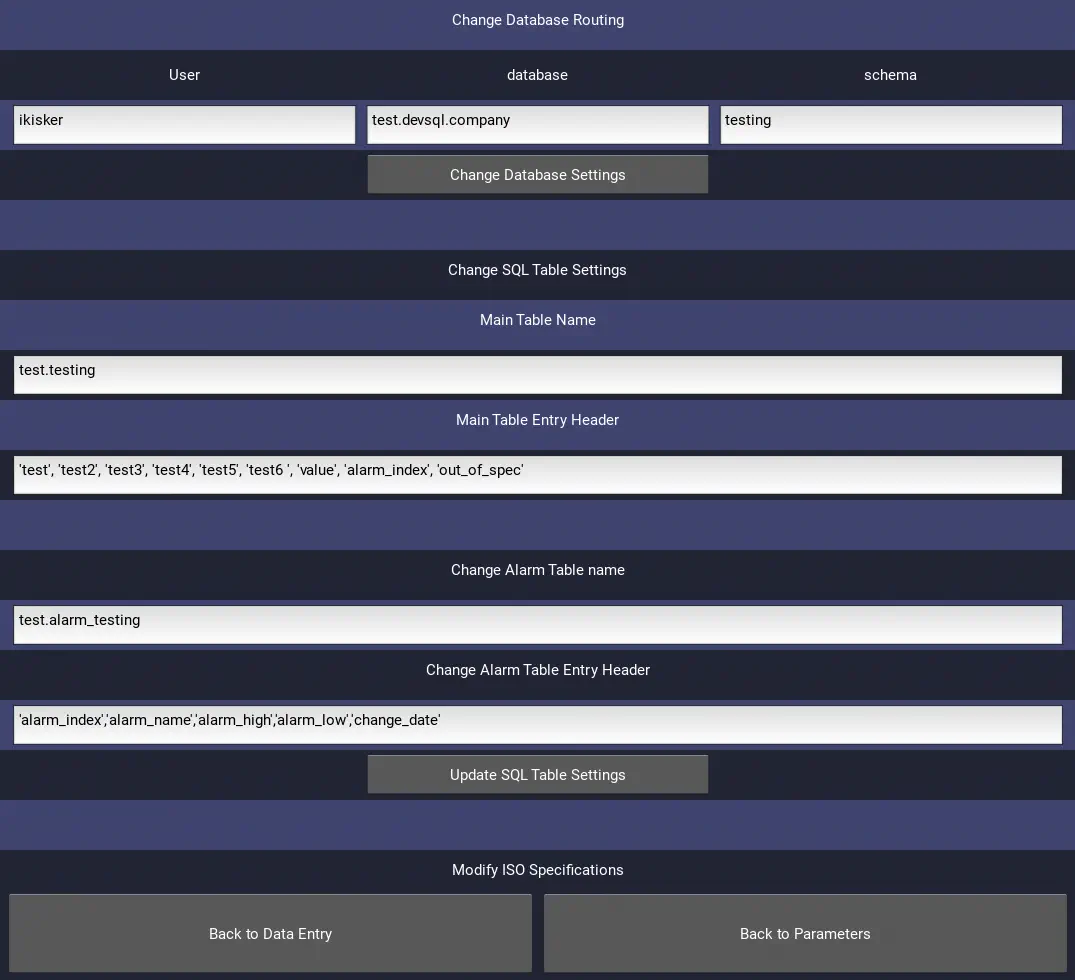 Change Database Routing
User database schema
ikisker test.devsql.company testing
Change Database Settings
Change SQL Table Settings
Main Table Name
test.testing
Main Table Entry Header
'test', 'test2', 'test3', 'test4', 'test5', 'test6 ', 'value', 'alarm_index', 'out_of_spec'
Change Alarm Table name
test.alarm_testing
Change Alarm Table Entry Header
'alarm_index','alarm_name','alarm_high','alarm_low','change_date'
Update SQL Table Settings
Modify ISO Specifications
Back to Data Entry Back to Parameters